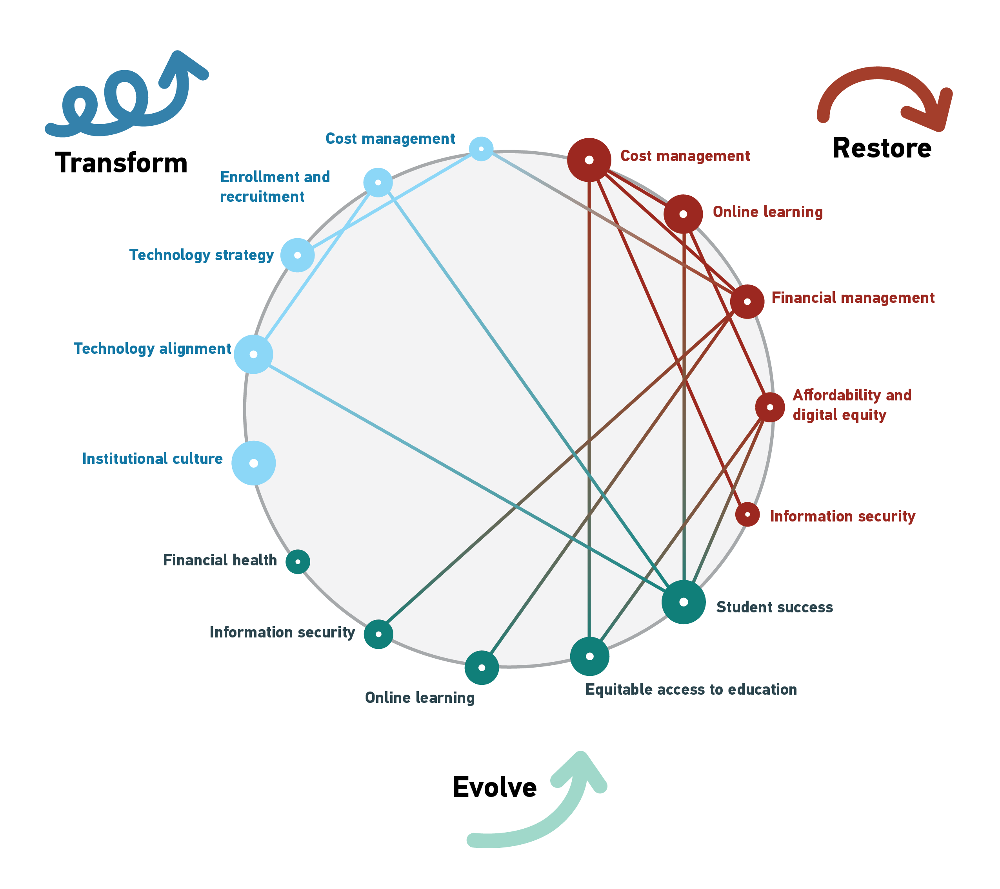 Transform
Restore
Cost management
Enrollment and
recruitment
Technology strategy
Technology alignment
Institutional culture
Cost management
Online learning
Financial management
Affordability and
digital equity
Information security
Student success
Equitable access to education
Online learning
Information security
Financial health
Evolve